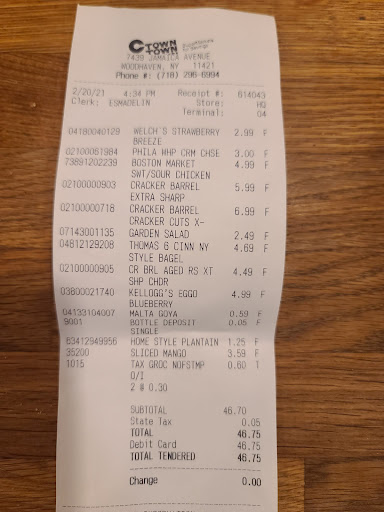 CTOWN
TOWN
7439 JAMAICA AVENUE
WOODHAVEN, NY 11421
Phone #: (718) 296-6994
2/20/21 4:34 PM Receipt #: 614043
Clerk: ESMADELIN Store: HQ
Terminal: 04
04180040129 WELCH'S STRAWBERRY 2.99 F
BREEZE
02100061984 PHILA WHP CRM CHSE 3.00 F
73891202239 BOSTON MARKET 4.99 F
SWT/SOUR CHICKEN
02100000903 CRACKER BARREL 5.99 F
EXTRA SHARP
02100000718 CRACKER BARREL 6.99 F
CRACKER CUTS X-
07143001135 GARDEN SALAD 2.49 F
04812129208 THOMAS 6 CINN NY 4.69 F
STYLE BAGEL
02100000905 CR BRL AGED RS XT 4.49 F
SHP CHDR
03800021740 KELLOGG'S EGGO 4.99 F
BLUEBERRY
04133104007 MALTA GOYA 0.59 F
9001 BOTTLE DEPOSIT 0.05 F
SINGLE
63412949956 HOME STYLE PLANTAIN 1.25 F
35200 SLICED MANGO 3.59 F
1015 TAX GROC NOFSTMP 0.60 T
O/I
2 @ 0.30
SUBTOTAL 46.70
State Tax 0.05
TOTAL 46.75
Debit Card 46.75
TOTAL TENDERED 46.75
Change 0.00